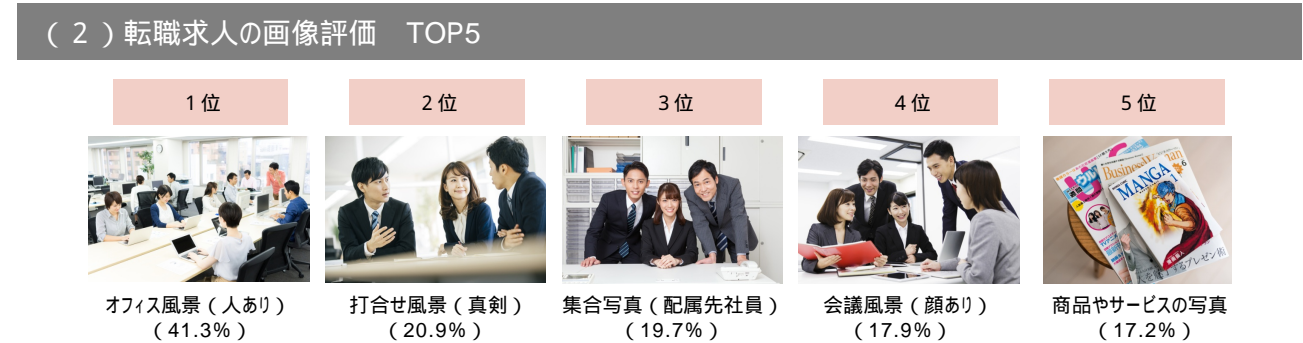 (2)転職求人の画像評価 TOP5
1位
2位
3位
4位
5位
Business
MANGA
オフィス風景(人あり)
(41.3%)
打合せ風景(真剣)
(20.9%)
集合写真(配属先社員)
(19.7%)
会議風景(顔あり)
(17.9%)
商品やサービスの写真
(17.2%)